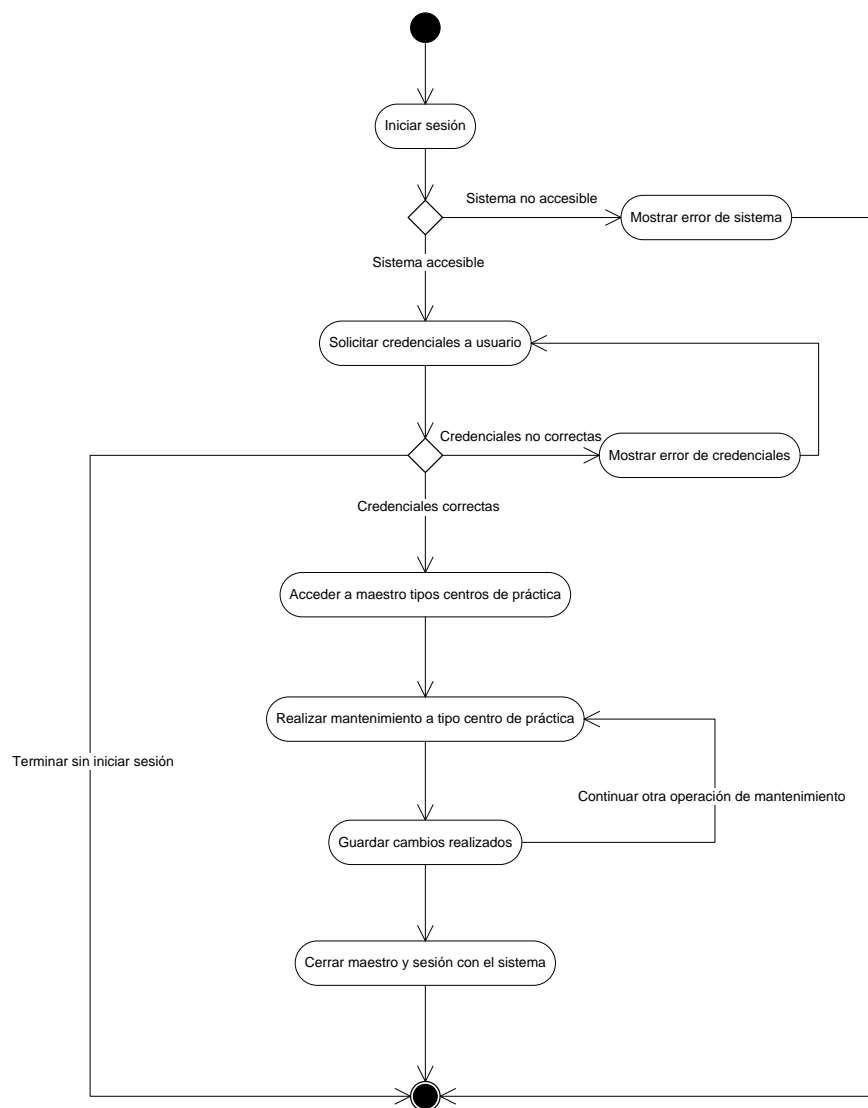 Iniciar sesión
Sistema no accesible
Mostrar error de sistema
Sistema accesible
Solicitar credenciales a usuario
Credenciales no correctas
Mostrar error de credenciales
Credenciales correctas
Acceder a maestro tipos centros de práctica
Realizar mantenimiento a tipo centro de práctica
Terminar sin iniciar sesión
Continuar otra operación de mantenimiento
Guardar cambios realizados
Cerrar maestro y sesión con el sistema